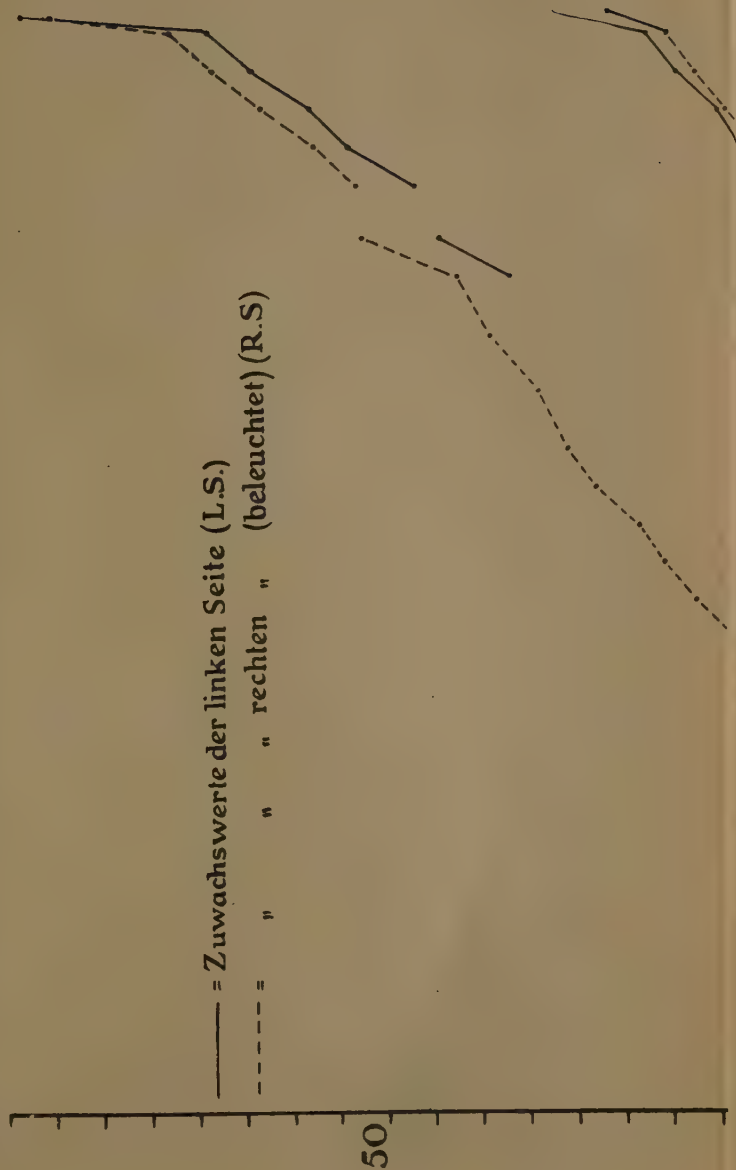 —— = Zuwachswerte der linken Seite (L.S.)
----- = " " " rechten " (beleuchtet) (R.S)
50